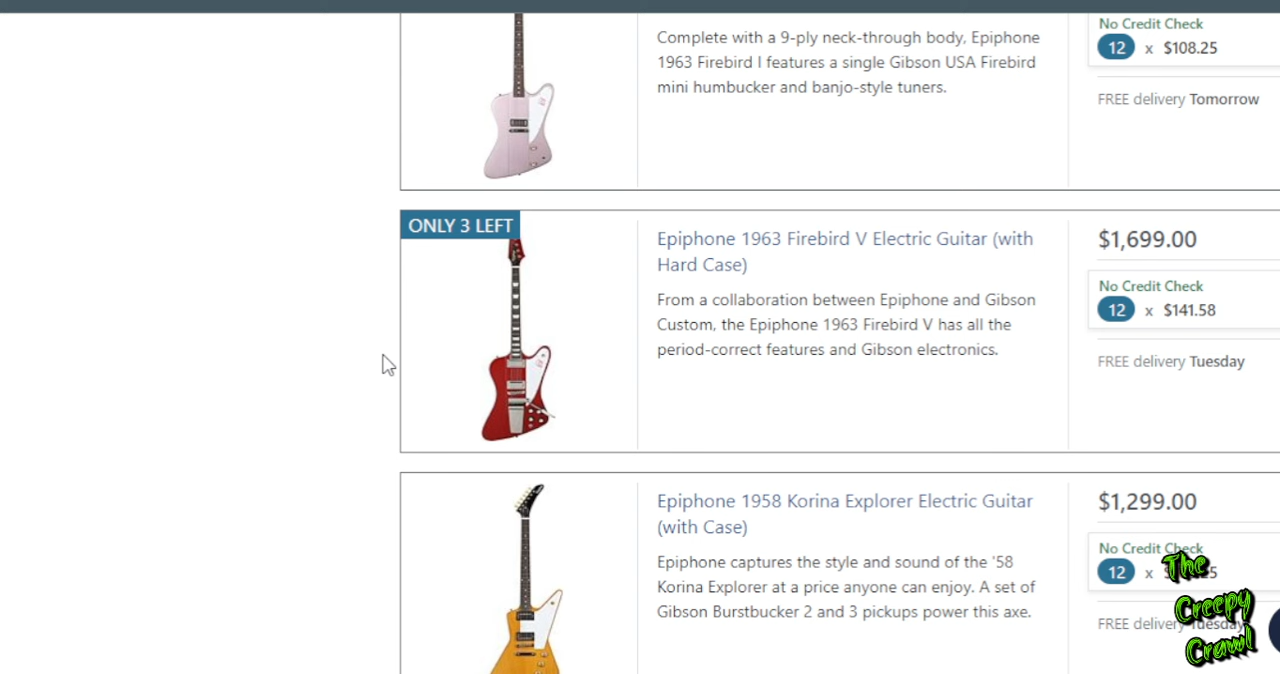 No Credit Check
Complete with a 9-ply neck-through body, Epiphone
12 x $108.25
1963 Firebird I features a single Gibson USA Firebird
mini humbucker and banjo-style tuners.
FREE delivery Tomorrow
ONLY 3 LEFT
Epiphone 1963 Firebird V Electric Guitar (with
Hard Case)
$1,699.00
From a collaboration between Epiphone and Gibson
Custom, the Epiphone 1963 Firebird V has all the
period-correct features and Gibson electronics.
No Credit Check
12 x $141.58
FREE delivery Tuesday
Epiphone 1958 Korina Explorer Electric Guitar
(with Case)
$1,299.00
Epiphone captures the style and sound of the '58
Korina Explorer at a price anyone can enjoy. A set of
Gibson Burstbucker 2 and 3 pickups power this axe.
No Credit Check
12 x
FREE delivery Tuesday
The
Creepy
Crawl